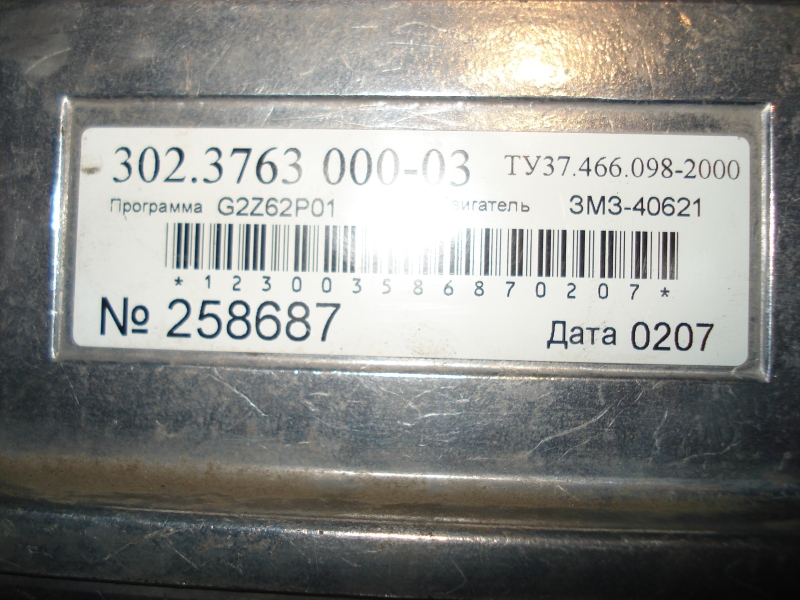 302.3763 000-03 ТУ37.466.098-2000
Программа G2Z62P01 ЗМЗ-40621
*123003586870207*
№ 258687 Дата 0207